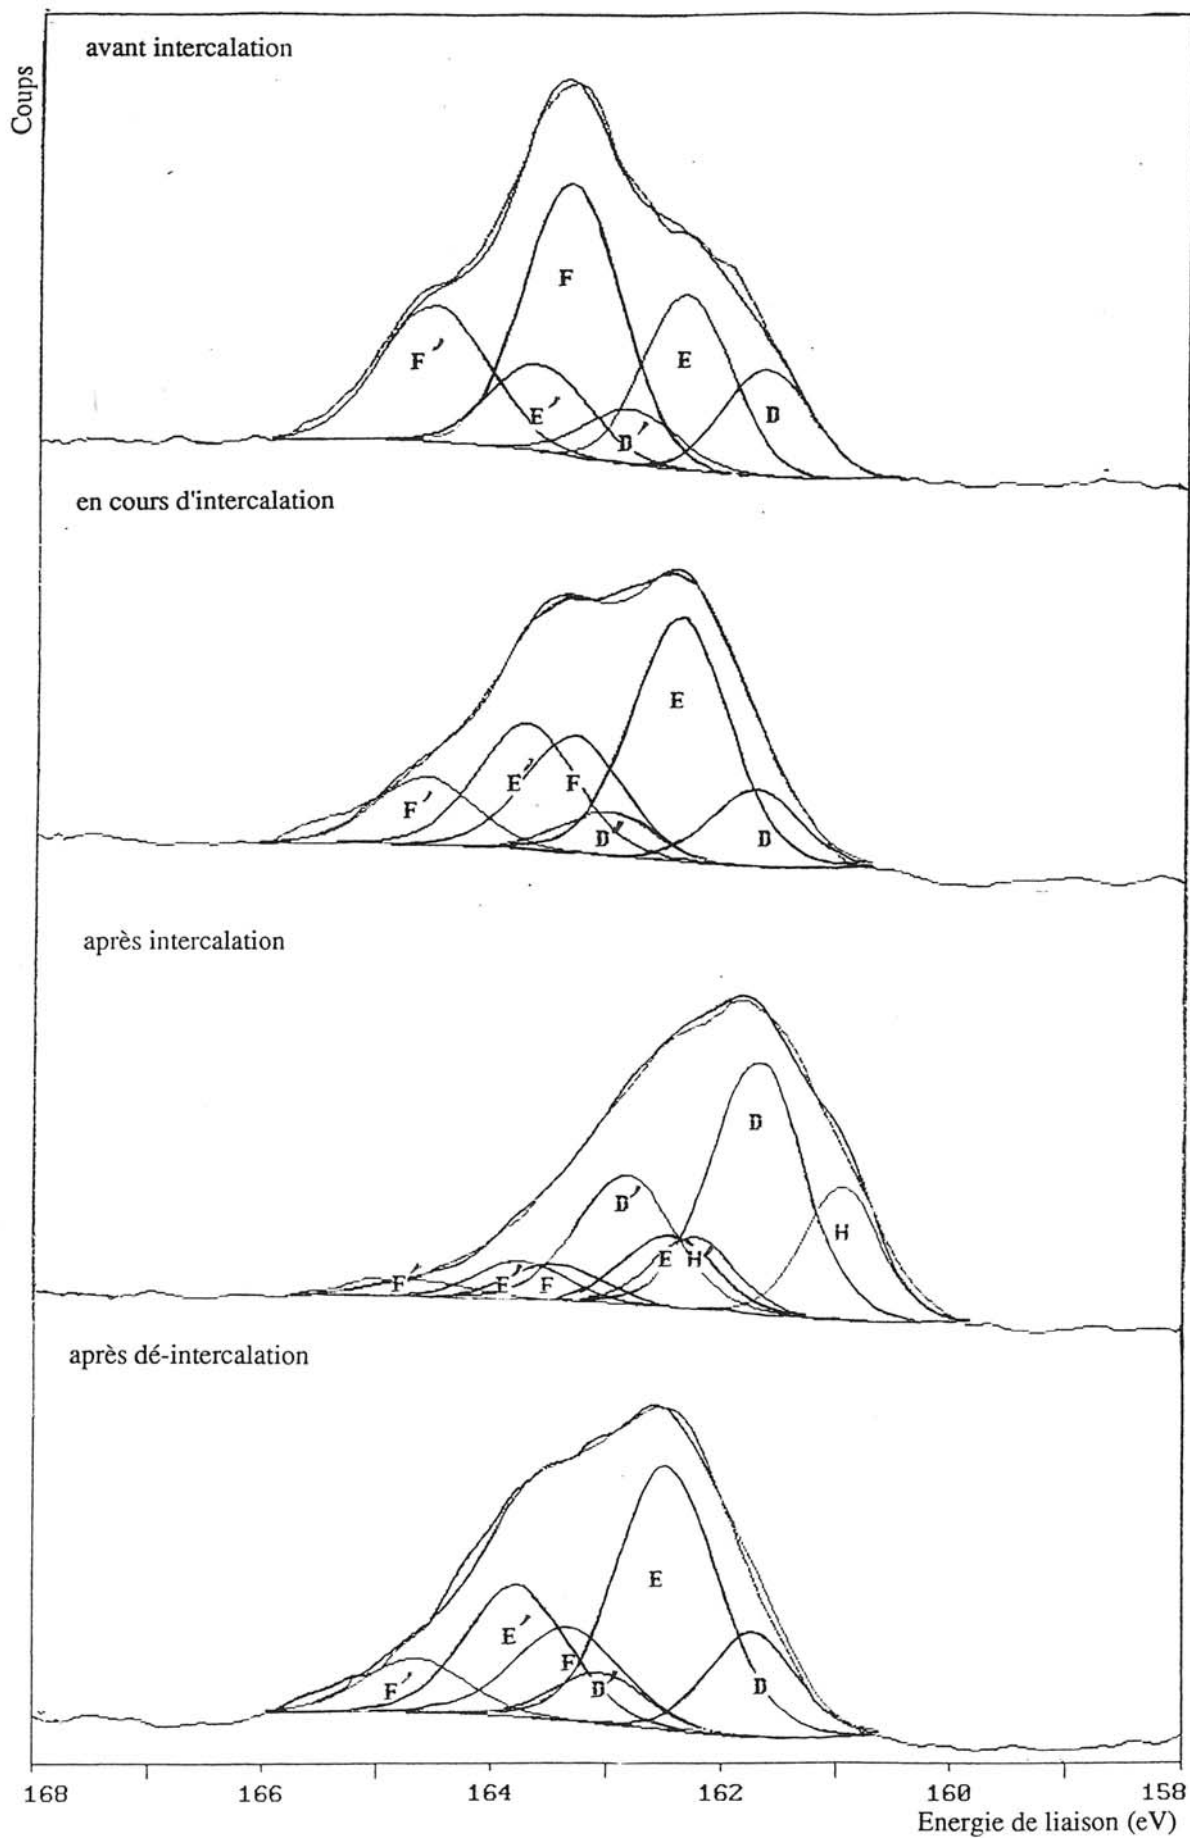 avant intercalation
Coups
F
F'
E
E'
D'
D
en cours d'intercalation
E
E'
F
F'
D'
D
après intercalation
D
D'
H
E
H'
F'
E'
F
après dé-intercalation
E
E'
F
F'
D'
D
168 166 164 162 160 158
Energie de liaison (eV)